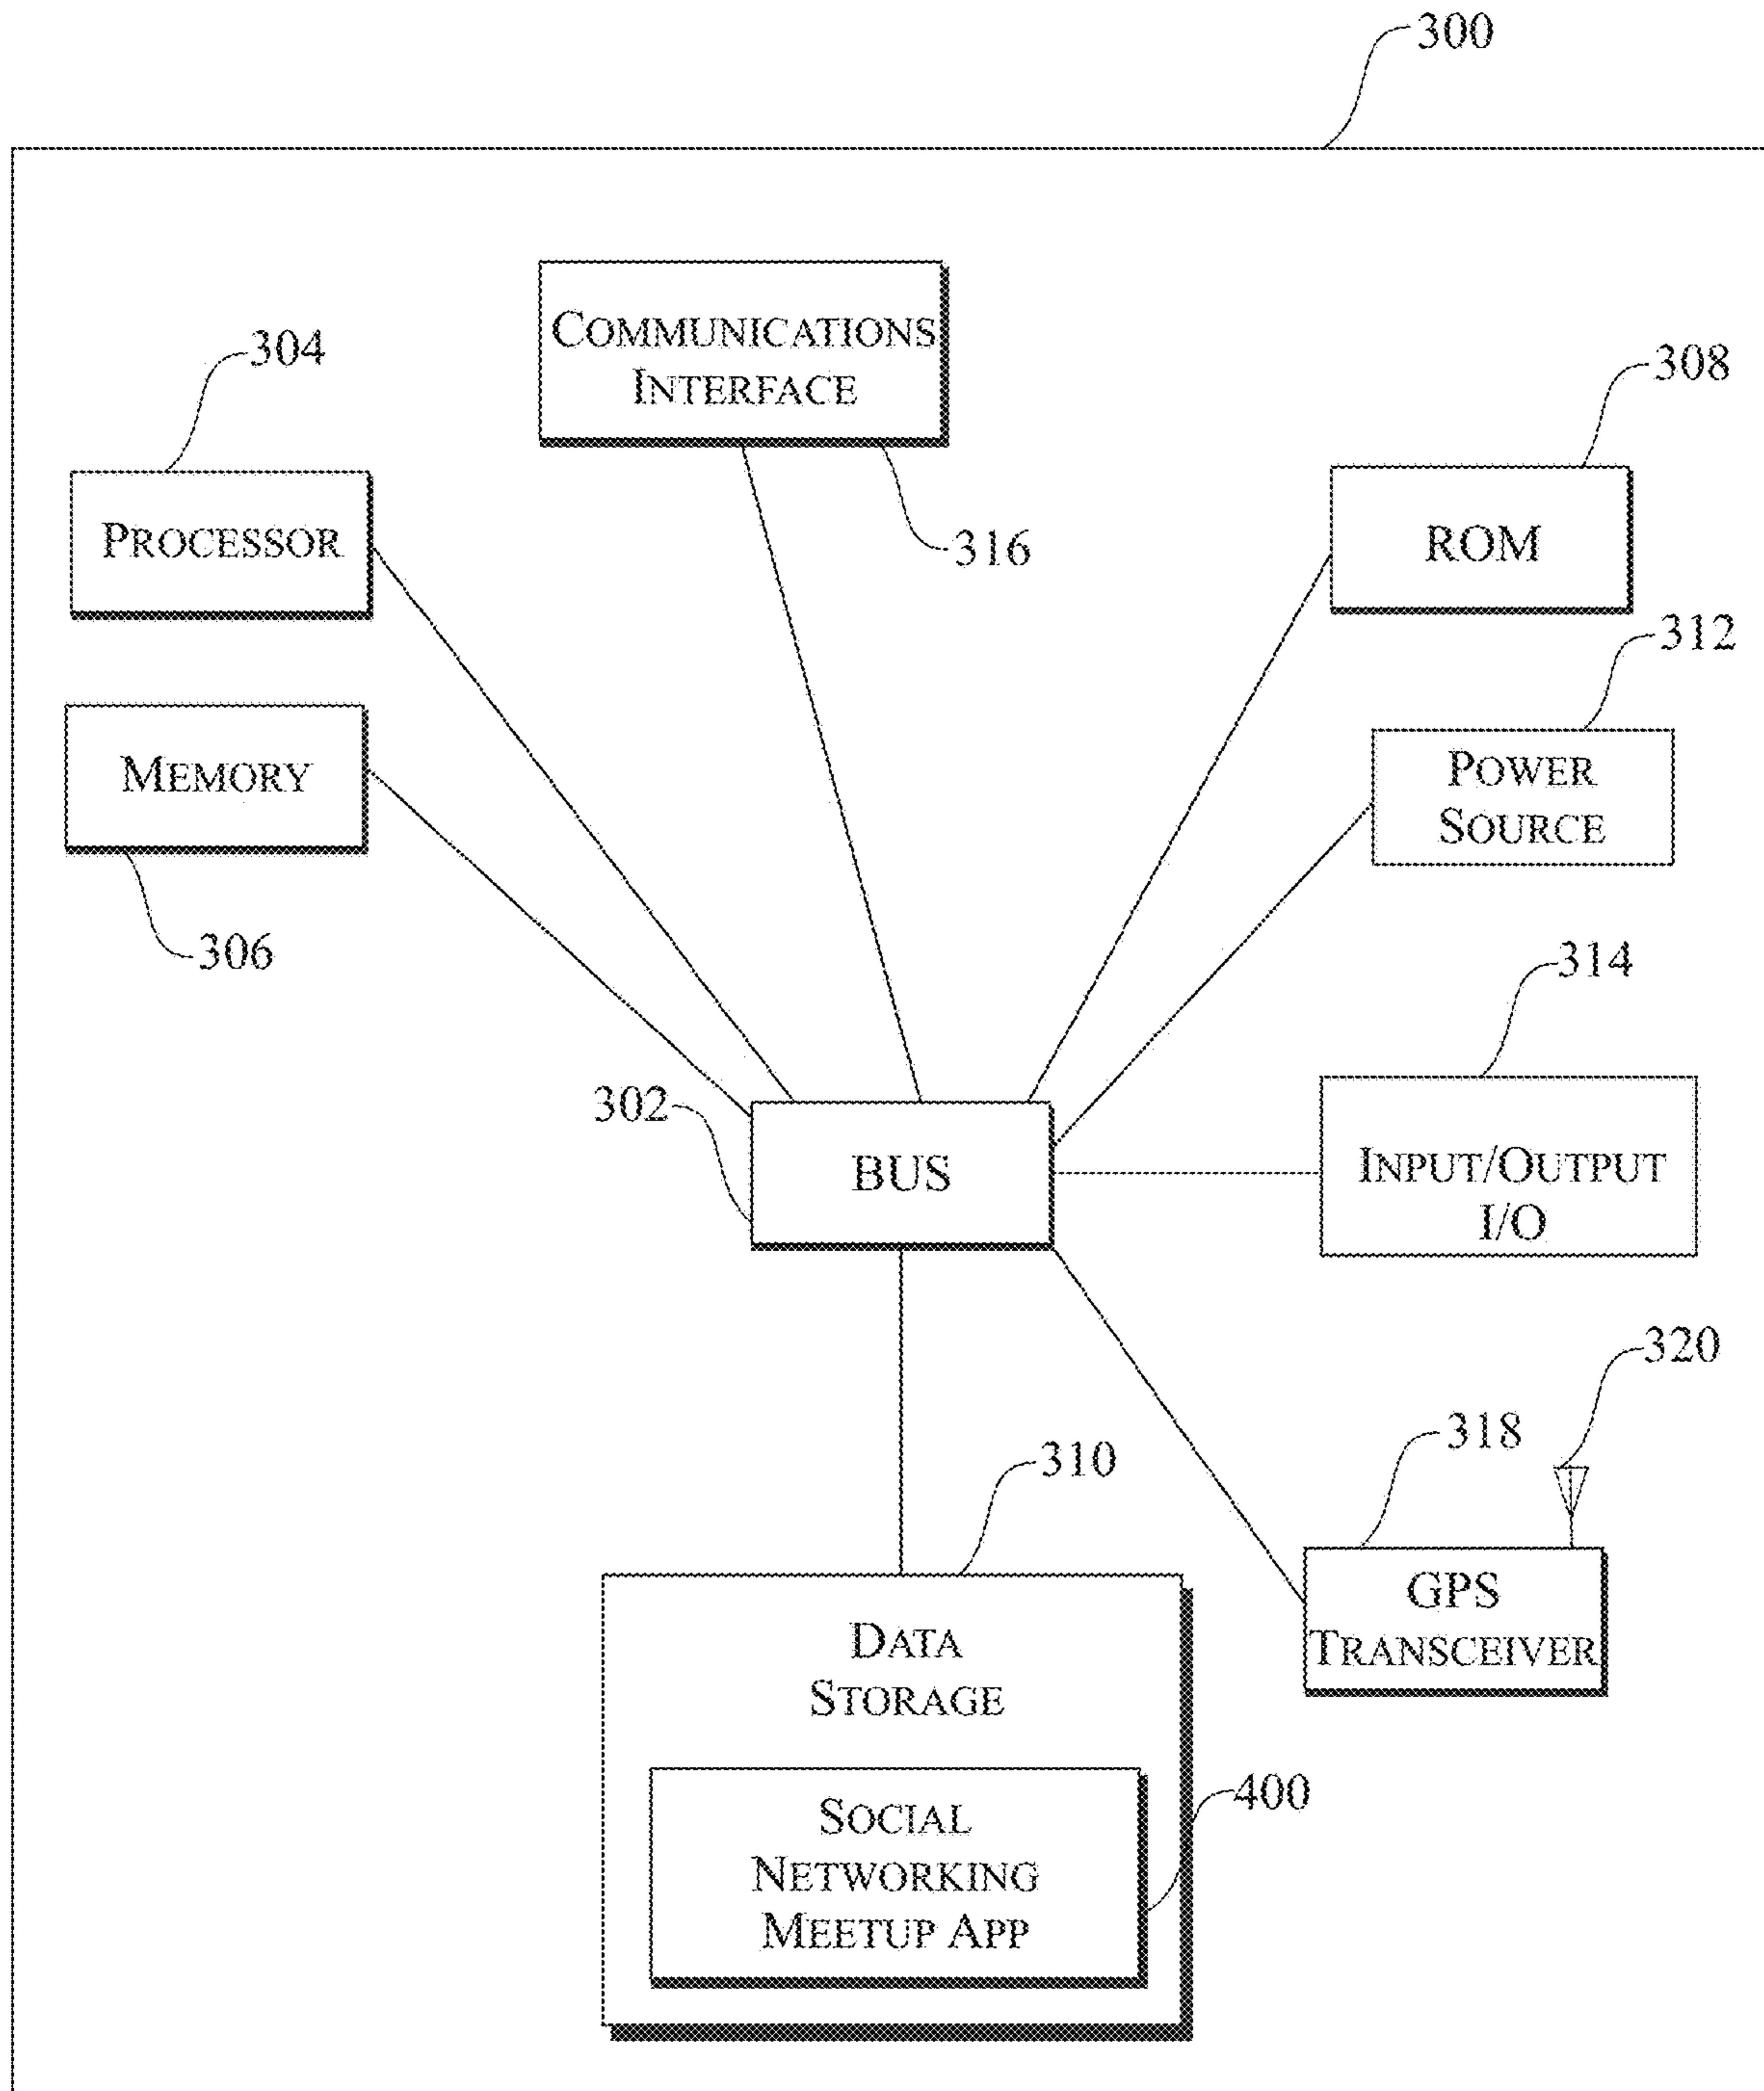 300
COMMUNICATIONS
INTERFACE
316
304
PROCESSOR
308
ROM
312
POWER
SOURCE
MEMORY
306
314
INPUT/OUTPUT
I/O
302
BUS
320
318
GPS
TRANSCEIVER
310
DATA
STORAGE
400
SOCIAL
NETWORKING
MEETUP APP